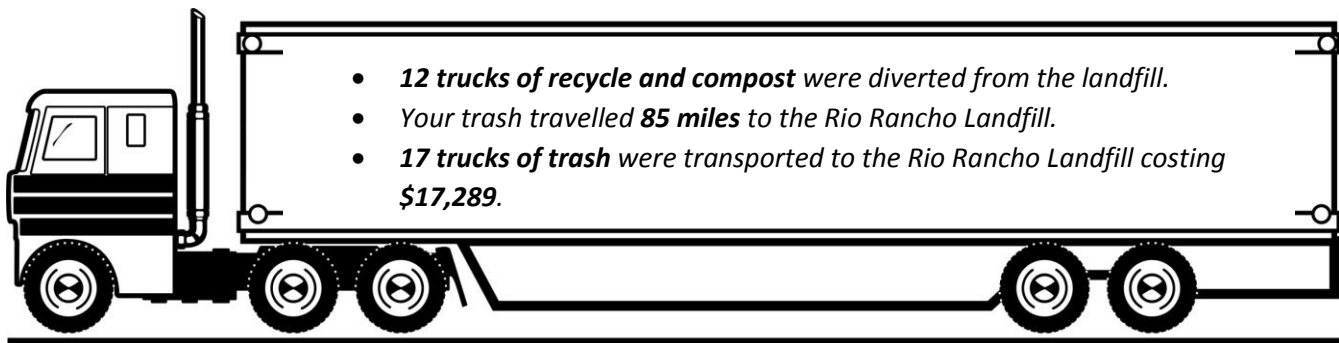 • 12 trucks of recycle and compost were diverted from the landfill.
• Your trash travelled 85 miles to the Rio Rancho Landfill.
• 17 trucks of trash were transported to the Rio Rancho Landfill costing
$17,289.